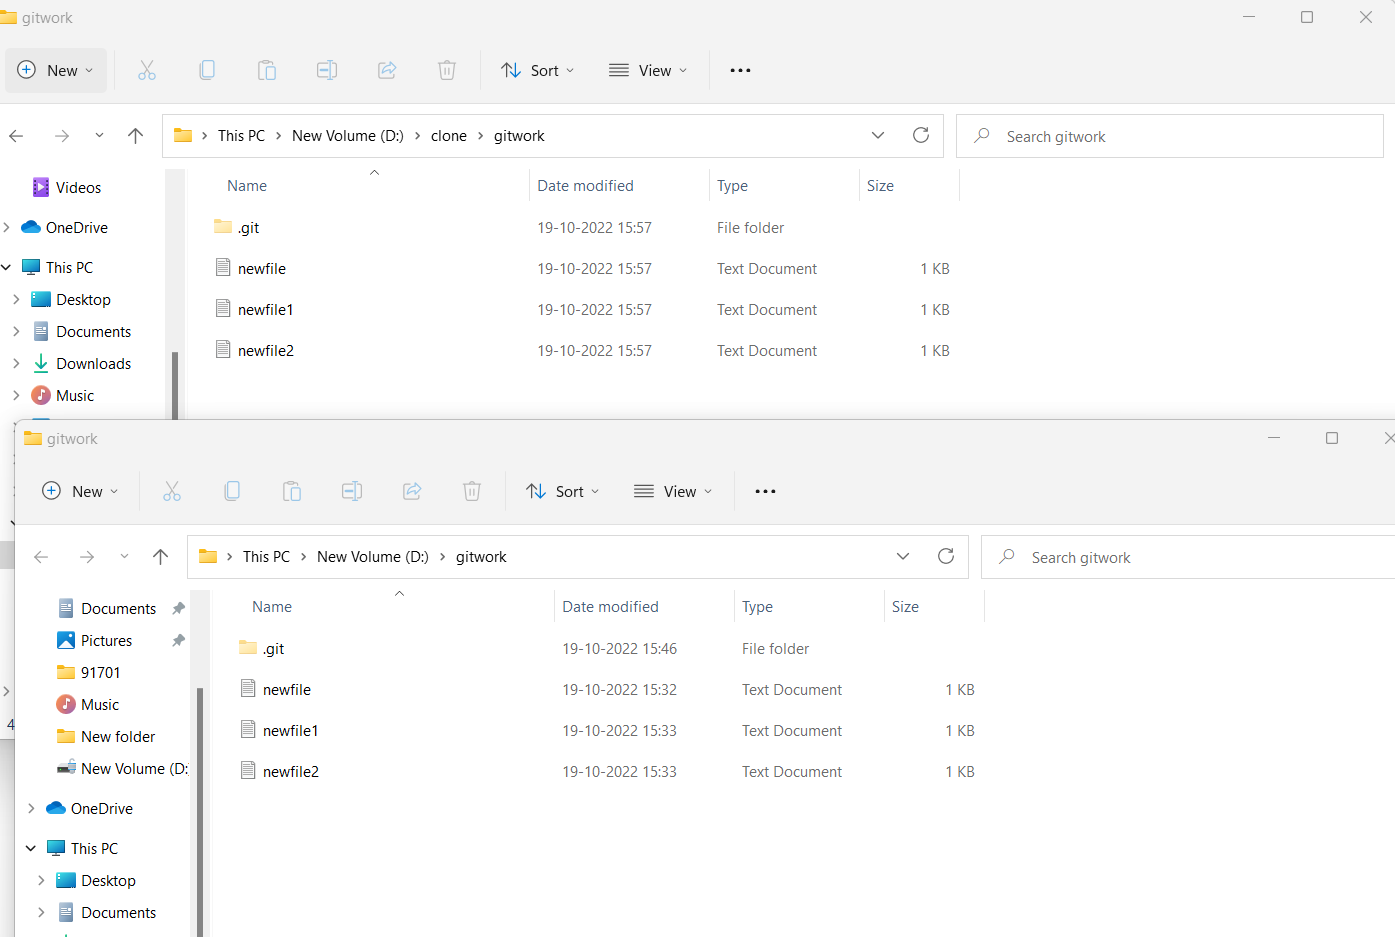 gitwork
New Sort View
This PC New Volume (D:) clone gitwork Search gitwork
Videos
OneDrive
This PC
Desktop
Documents
Downloads
Music
Name Date modified Type Size
.git 19-10-2022 15:57 File folder
newfile 19-10-2022 15:57 Text Document 1 KB
newfile1 19-10-2022 15:57 Text Document 1 KB
newfile2 19-10-2022 15:57 Text Document 1 KB
4
gitwork
New Sort View
This PC New Volume (D:) gitwork Search gitwork
Documents
Pictures
91701
Music
New folder
New Volume (D:
OneDrive
This PC
Desktop
Documents
Name Date modified Type Size
.git 19-10-2022 15:46 File folder
newfile 19-10-2022 15:32 Text Document 1 KB
newfile1 19-10-2022 15:33 Text Document 1 KB
newfile2 19-10-2022 15:33 Text Document 1 KB